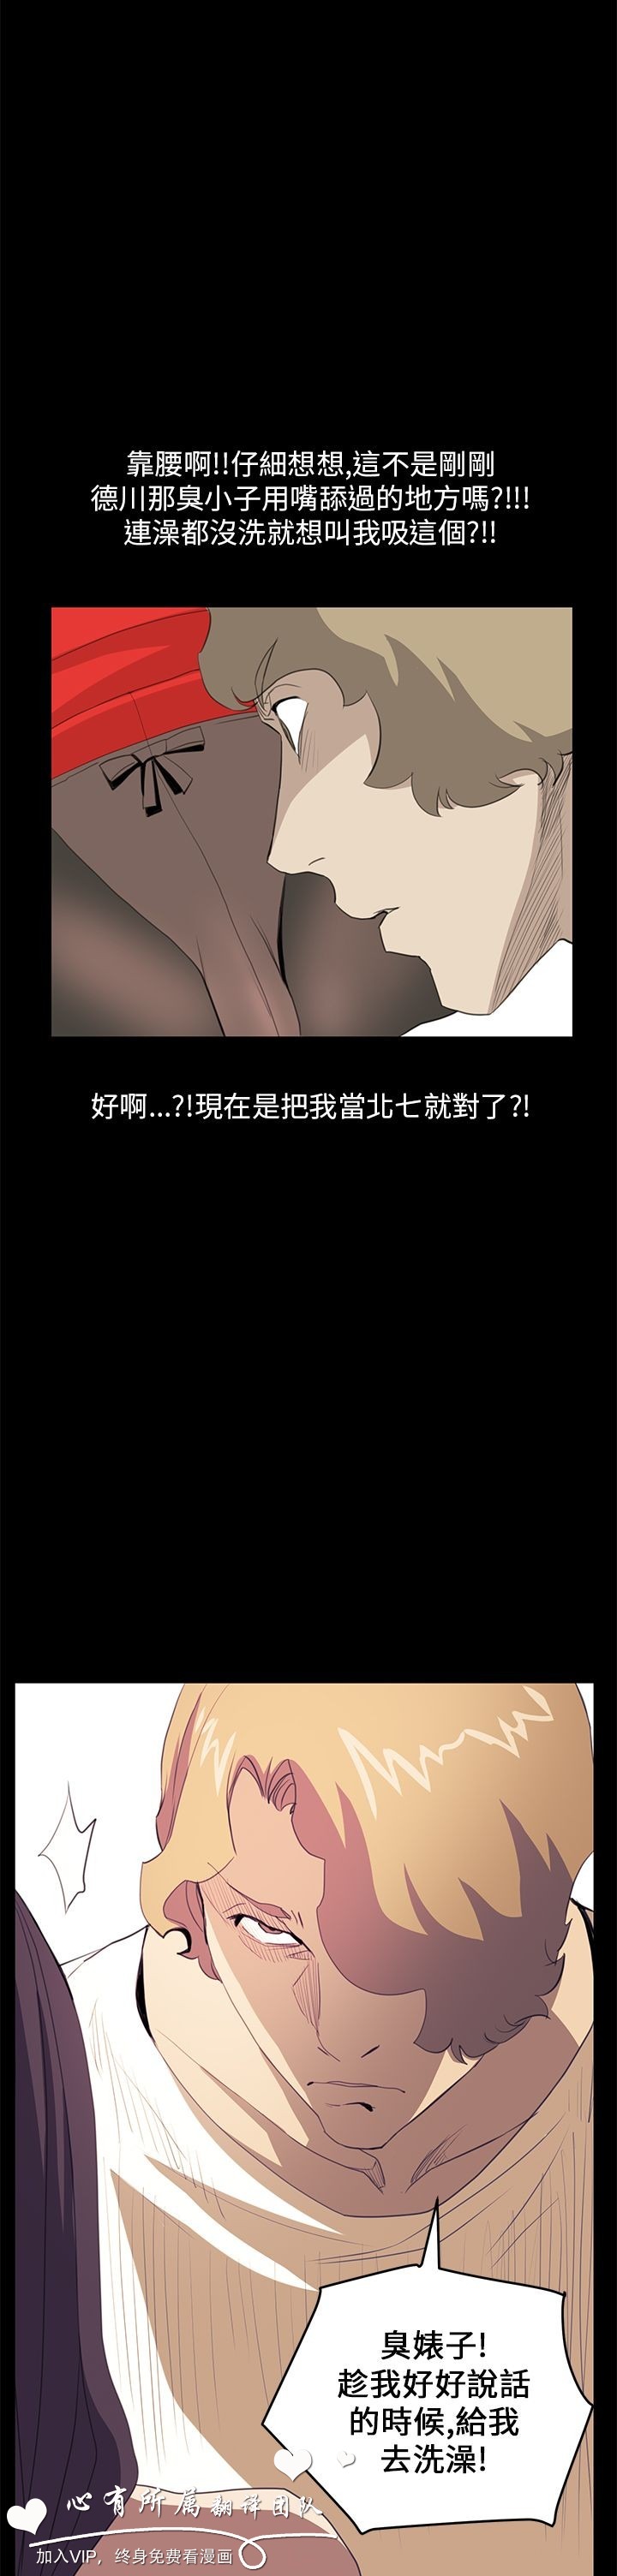 靠腰啊!!仔細想想,這不是剛剛
德川那臭小子用嘴舔過的地方嗎?!!!
連澡都沒洗就想叫我吸這個?!!
好啊...?!現在是把我當北七就對了?!
臭婊子!
趁我好好說話
的時候,給我
去洗澡!
心有所属翻译团队
加入VIP，终身免费看漫画